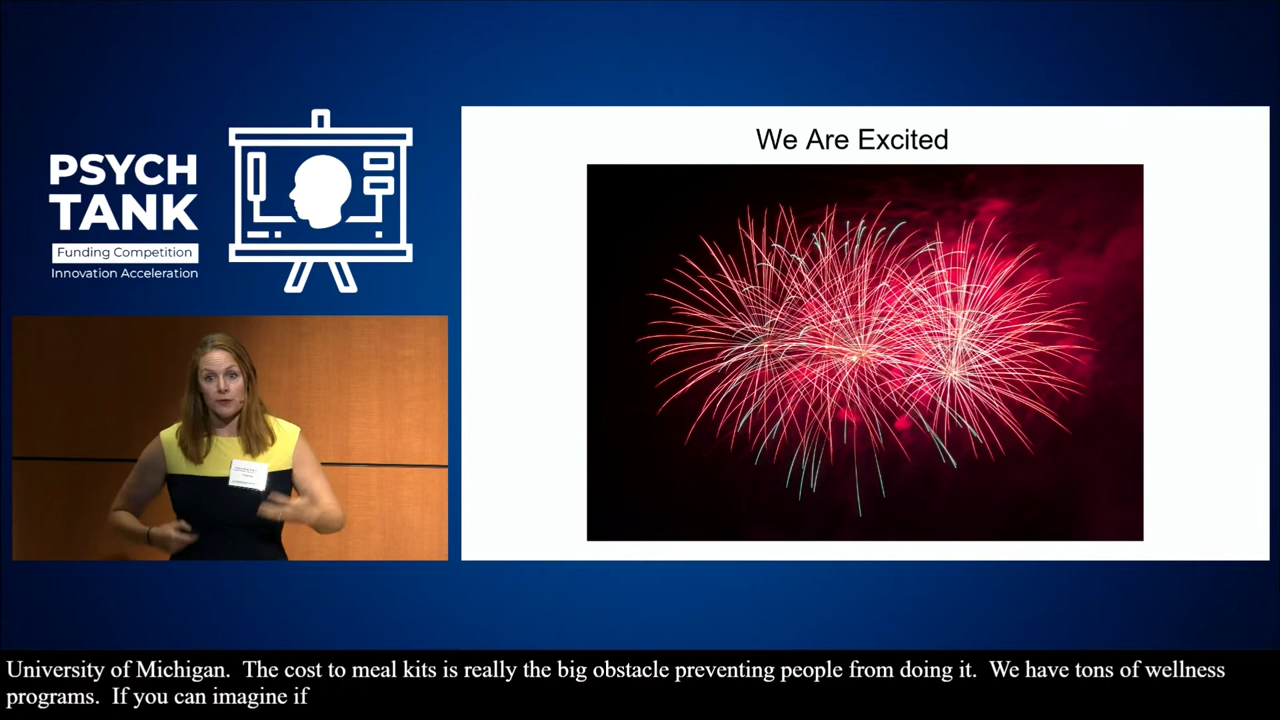 PSYCH
TANK
Funding Competition
Innovation Acceleration
We Are Excited
University of Michigan.  The cost to meal kits is really the big obstacle preventing people from doing it.  We have tons of wellness
programs.  If you can imagine if